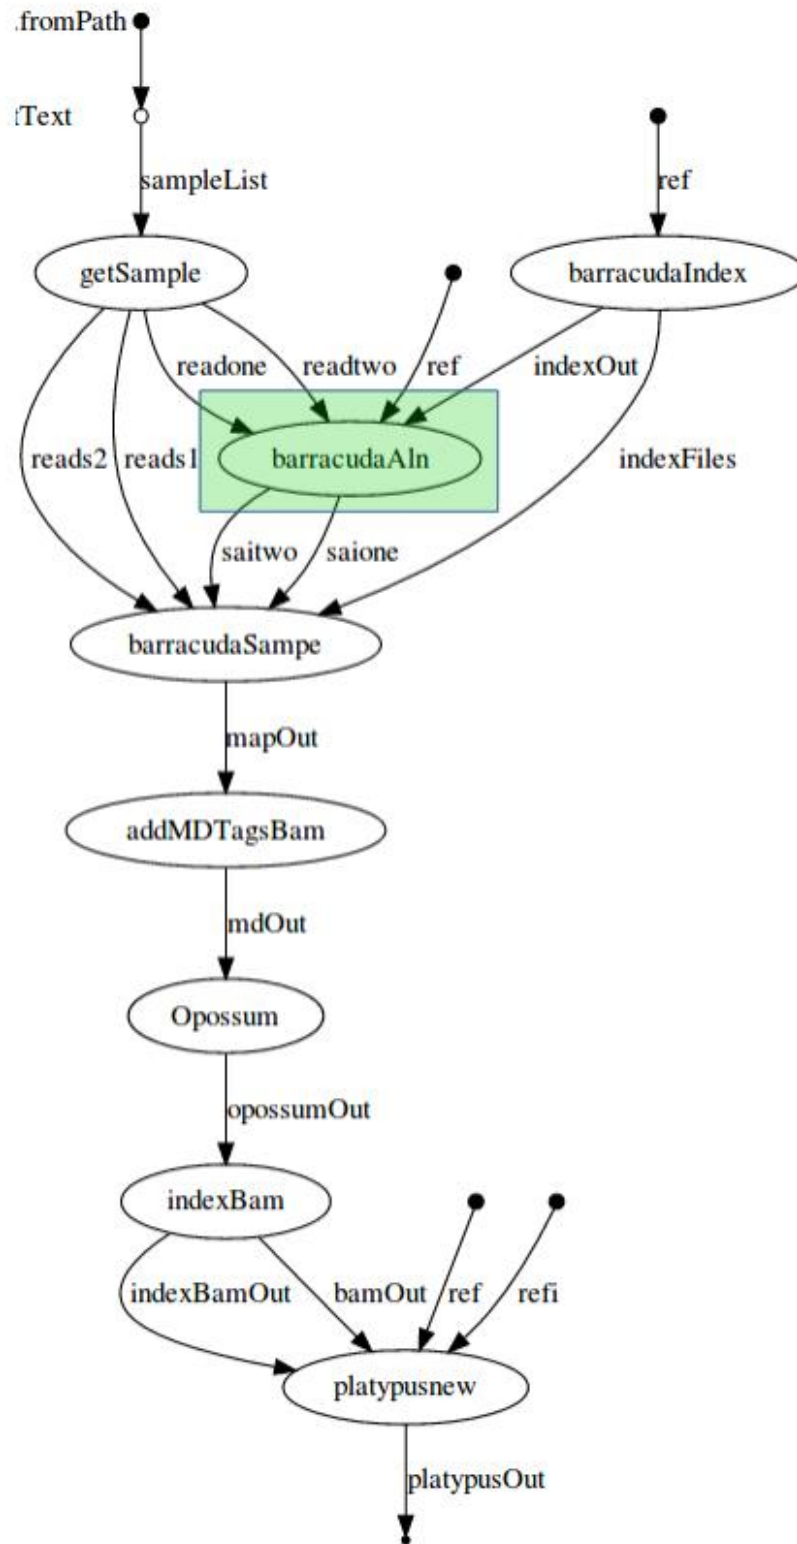 .fromPath
tText
sampleList
ref
getSample
barracudaIndex
readone
readtwo
ref
indexOut
reads2
reads1
barracudaAln
indexFiles
saitwo
saione
barracudaSampe
mapOut
addMDTagsBam
mdOut
Opossum
opossumOut
indexBam
indexBamOut
bamOut
ref
refi
platypusnew
platypusOut